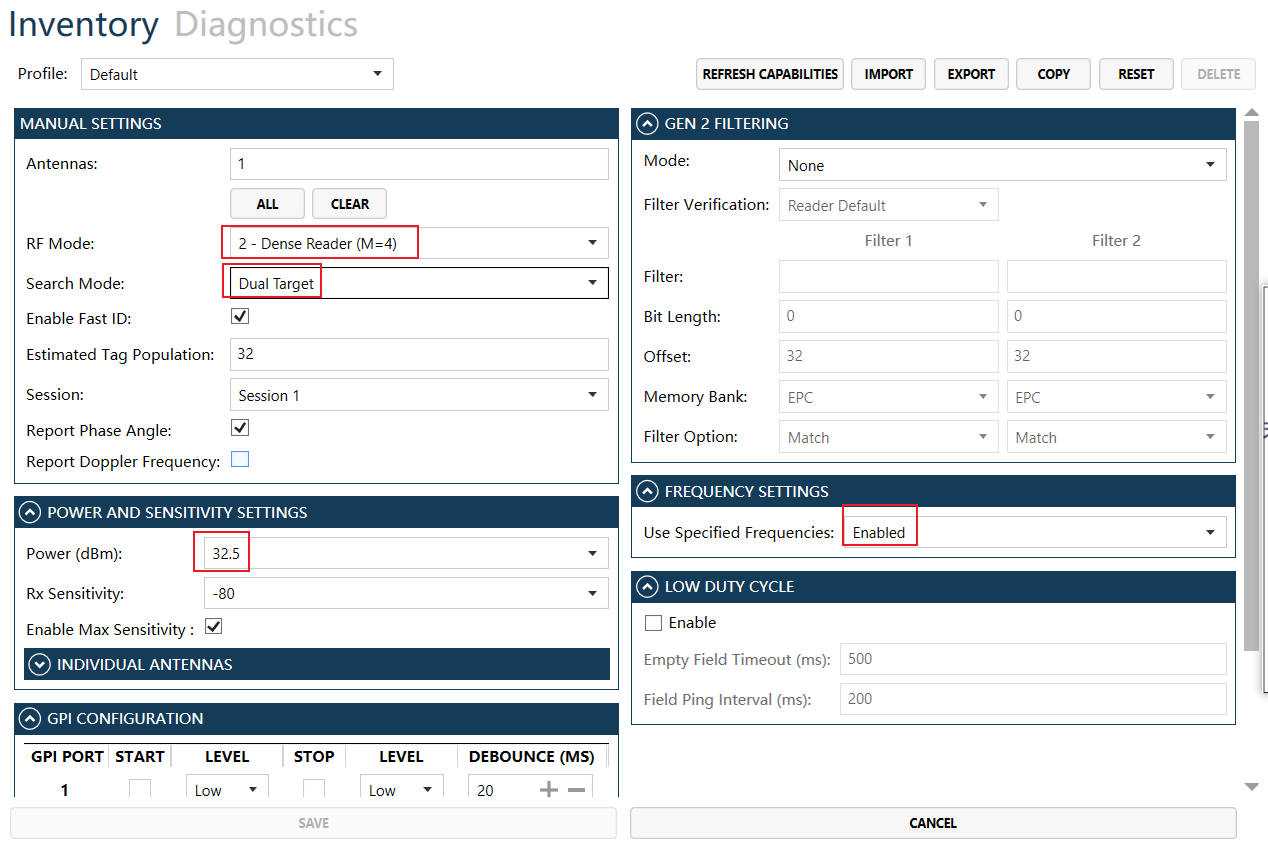 Inventory Diagnostics
Profile: Default
REFRESH CAPABILITIES IMPORT EXPORT COPY RESET DELETE
MANUAL SETTINGS
Antennas: 1
ALL CLEAR
RF Mode: 2 - Dense Reader (M=4)
Search Mode: Dual Target
Enable Fast ID:
Estimated Tag Population: 32
Session: Session 1
Report Phase Angle:
Report Doppler Frequency:
POWER AND SENSITIVITY SETTINGS
Power (dBm): 32.5
Rx Sensitivity: -80
Enable Max Sensitivity :
INDIVIDUAL ANTENNAS
GPI CONFIGURATION
GPI PORT START LEVEL STOP LEVEL DEBOUNCE (MS)
1 Low Low 20
SAVE
GEN 2 FILTERING
Mode: None
Filter Verification: Reader Default
Filter 1 Filter 2
Filter:
Bit Length: 0 0
Offset: 32 32
Memory Bank: EPC EPC
Filter Option: Match Match
FREQUENCY SETTINGS
Use Specified Frequencies: Enabled
LOW DUTY CYCLE
Enable
Empty Field Timeout (ms): 500
Field Ping Interval (ms): 200
CANCEL